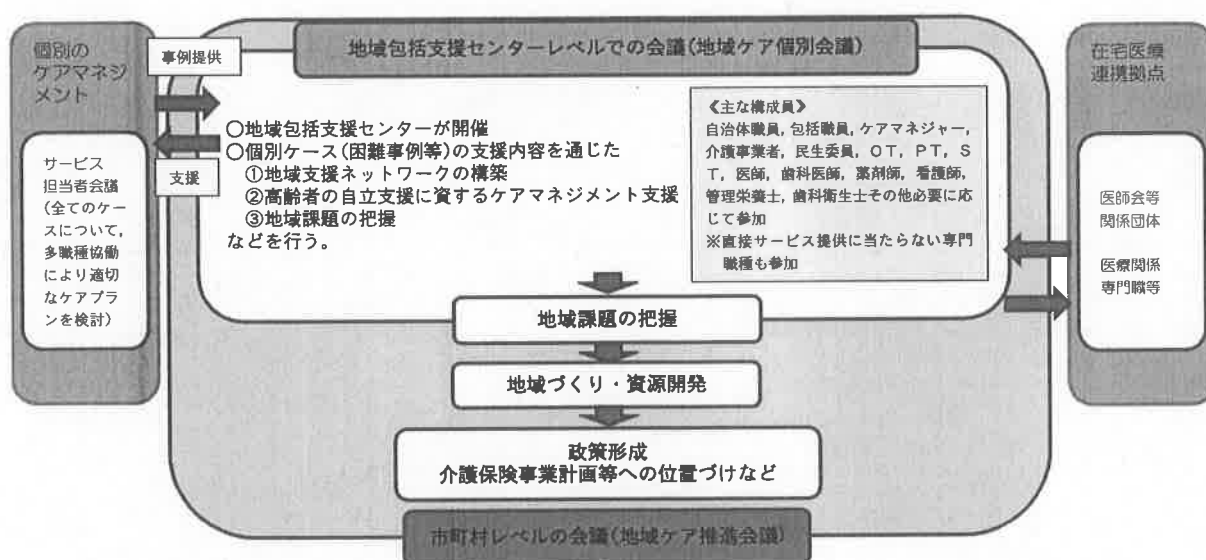 個別の
ケアマネジ
メント
サービス
担当者会議
(全てのケー
スについて,
多職種協働
により適切
なケアプラ
ンを検討)
事例提供
支援
地域包括支援センターレベルでの会議(地域ケア個別会議)
○地域包括支援センターが開催
○個別ケース(困難事例等)の支援内容を通じた
①地域支援ネットワークの構築
②高齢者の自立支援に資するケアマネジメント支援
③地域課題の把握
などを行う。
《主な構成員》
自治体職員,包括職員,ケアマネジャー,
介護事業者,民生委員,OT,PT,S
T,医師,歯科医師,薬剤師,看護師,
管理栄養士,歯科衛生士その他必要に応
じて参加
※直接サービス提供に当たらない専門
職種も参加
在宅医療
連携拠点
医師会等
関係団体
医療関係
専門職等
地域課題の把握
地域づくり・資源開発
政策形成
介護保険事業計画等への位置づけなど
市町村レベルの会議(地域ケア推進会議)